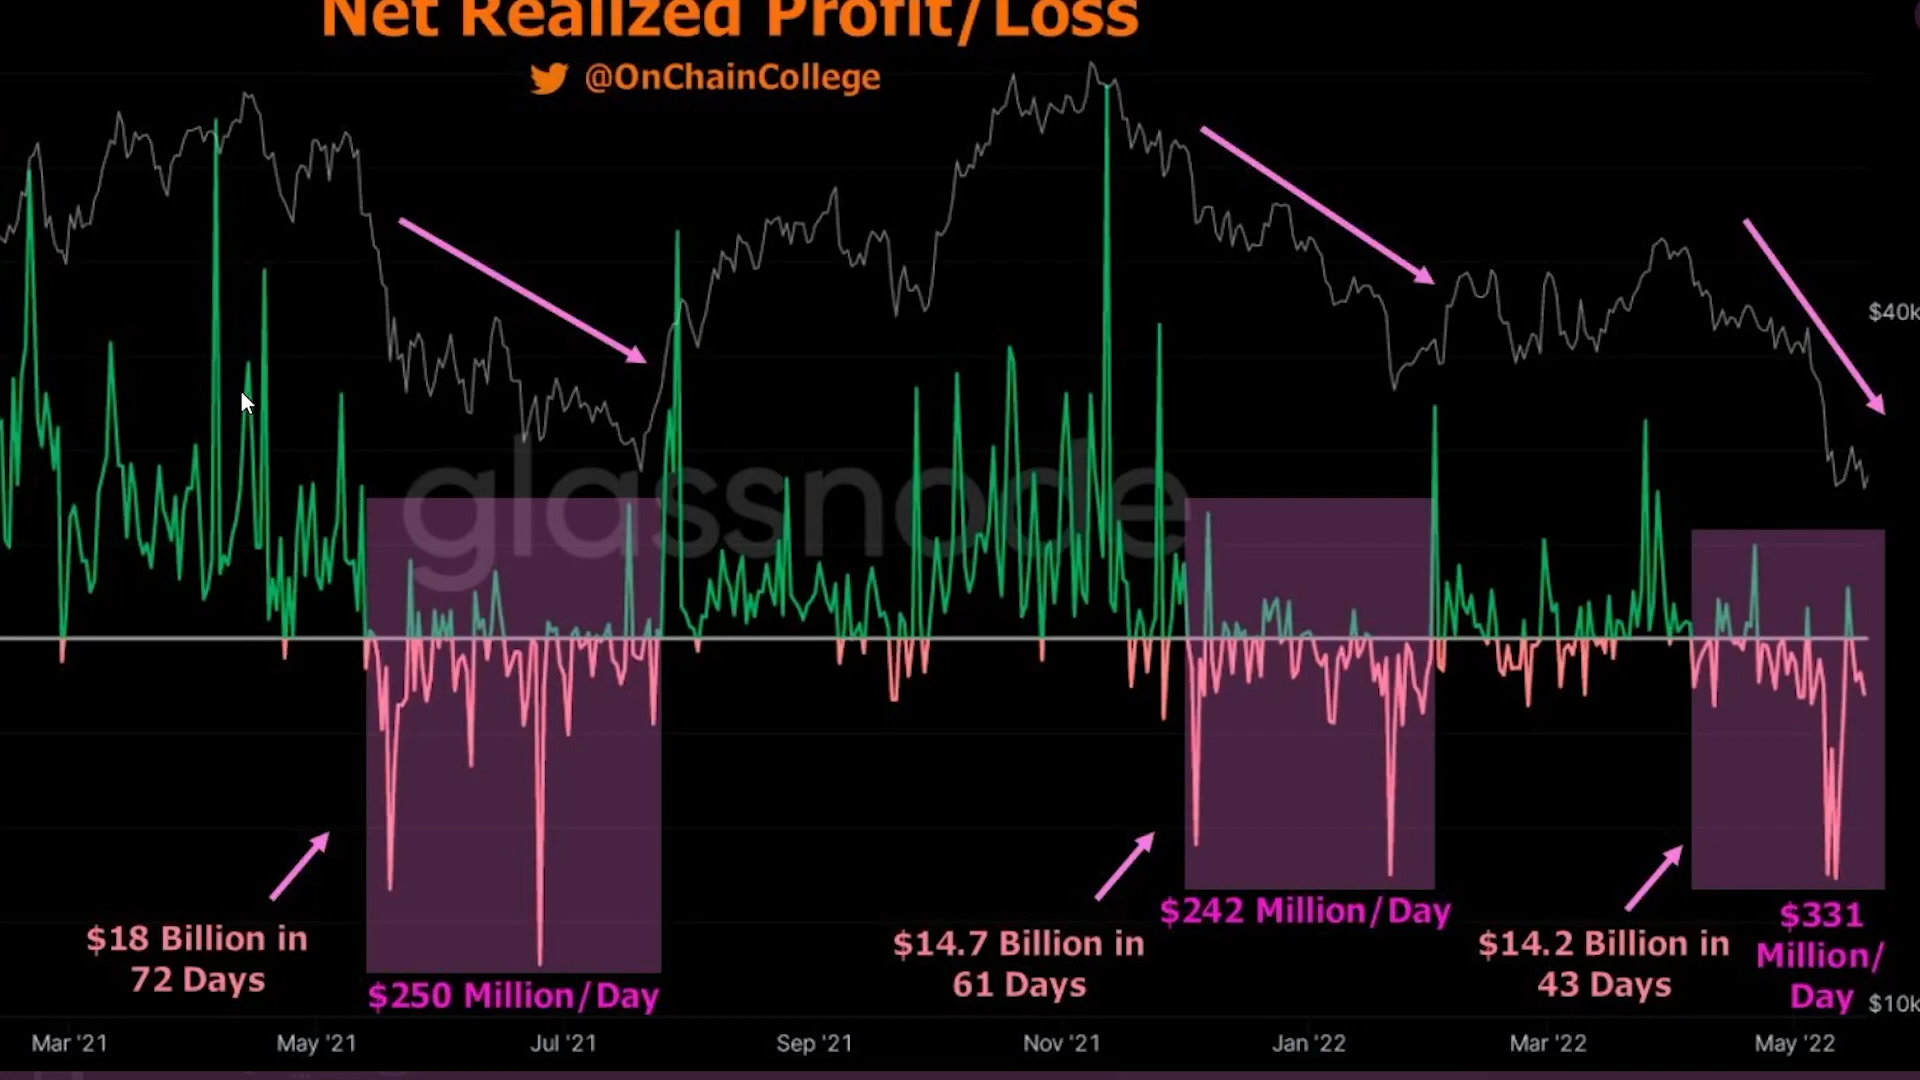 Net Realized Profit/Loss
@OnChainCollege
$40k
glassnode
$18 Billion in
72 Days
$250 Million/Day
$14.7 Billion in
61 Days
$242 Million/Day
$14.2 Billion in
43 Days
$331
Million/
Day
$10k
Mar '21
May '21
Jul '21
Sep '21
Nov '21
Jan '22
Mar '22
May '22